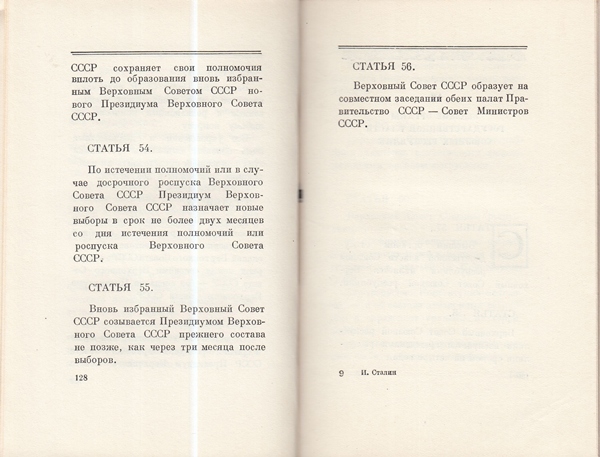 СССР сохраняет свои полномочия
вплоть до образования вновь избран-
ным Верховным Советом СССР но-
вого Президиума Верховного Совета
СССР.
СТАТЬЯ 54.
По истечении полномочий или в слу-
чае досрочного роспуска Верховного
Совета СССР Президиум Верхов-
ного Совета СССР назначает новые
выборы в срок не более двух месяцев
со дня истечения полномочий или
роспуска Верховного Совета
СССР.
СТАТЬЯ 55.
Вновь избранный Верховный Совет
СССР созывается Президиумом Верхов-
ного Совета СССР прежнего состава
не позже, как через три месяца после
выборов.
128
СТАТЬЯ 56.
Верховный Совет СССР образует на
совместном заседании обеих палат Пра-
вительство СССР — Совет Министров
СССР.
9 И. Сталин